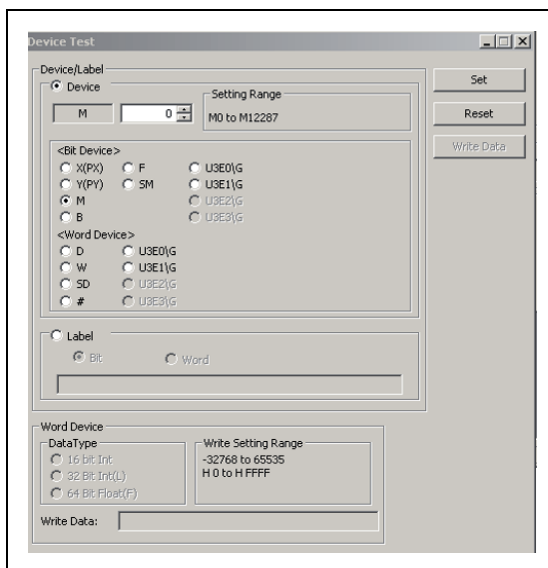 Device Test
Device/Label
Device
Set
M
0
Setting Range
M0 to M12287
Reset
Write Data
<Bit Device>
X(PX) F U3E0\G
Y(PY) SM U3E1\G
M U3E2\G
B U3E3\G
<Word Device>
D U3E0\G
W U3E1\G
SD U3E2\G
# U3E3\G
Label
Bit Word
Word Device
DataType
16 bit Int
32 Bit Int(L)
64 Bit Float(F)
Write Setting Range
-32768 to 65535
H 0 to H FFFF
Write Data: